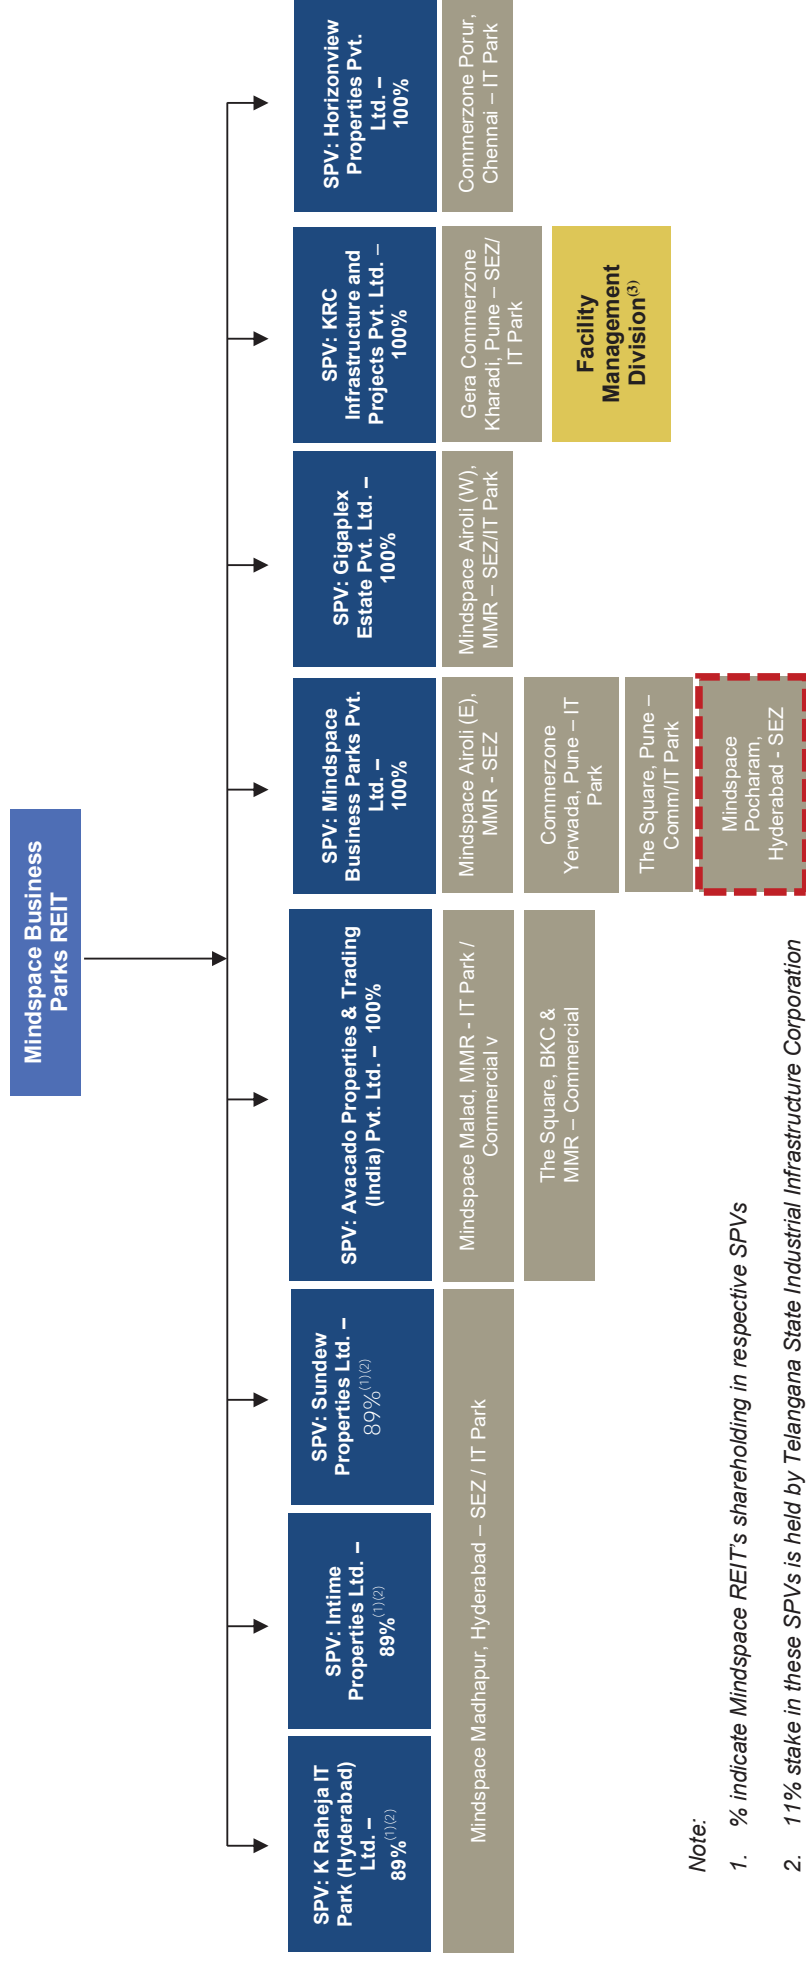 Mindspace Business
Parks REIT
SPV: K Raheja IT
Park (Hyderabad)
Ltd. –
89%(1)(2)
SPV: Intime
Properties Ltd. –
89%(1)(2)
SPV: Sundew
Properties Ltd. –
89%(1)(2)
SPV: Avacado Properties & Trading
(India) Pvt. Ltd. – 100%
SPV: Mindspace
Business Parks Pvt.
Ltd. –
100%
SPV: Gigaplex
Estate Pvt. Ltd. –
100%
SPV: KRC
Infrastructure and
Projects Pvt. Ltd. –
100%
SPV: Horizonview
Properties Pvt.
Ltd. –
100%
Mindspace Madhapur, Hyderabad – SEZ / IT Park
Mindspace Malad, MMR - IT Park /
Commercial v
The Square, BKC &
MMR – Commercial
Mindspace Airoli (E),
MMR - SEZ
Commerzone
Yerwada, Pune – IT
Park
The Square, Pune –
Comm/IT Park
Mindspace
Pocharam,
Hyderabad - SEZ
Mindspace Airoli (W),
MMR – SEZ/IT Park
Gera Commerzone
Kharadi, Pune – SEZ/
IT Park
Facility
Management
Division(3)
Commerzone Porur,
Chennai – IT Park
Note:
1. % indicate Mindspace REIT's shareholding in respective SPVs
2. 11% stake in these SPVs is held by Telangana State Industrial Infrastructure Corporation